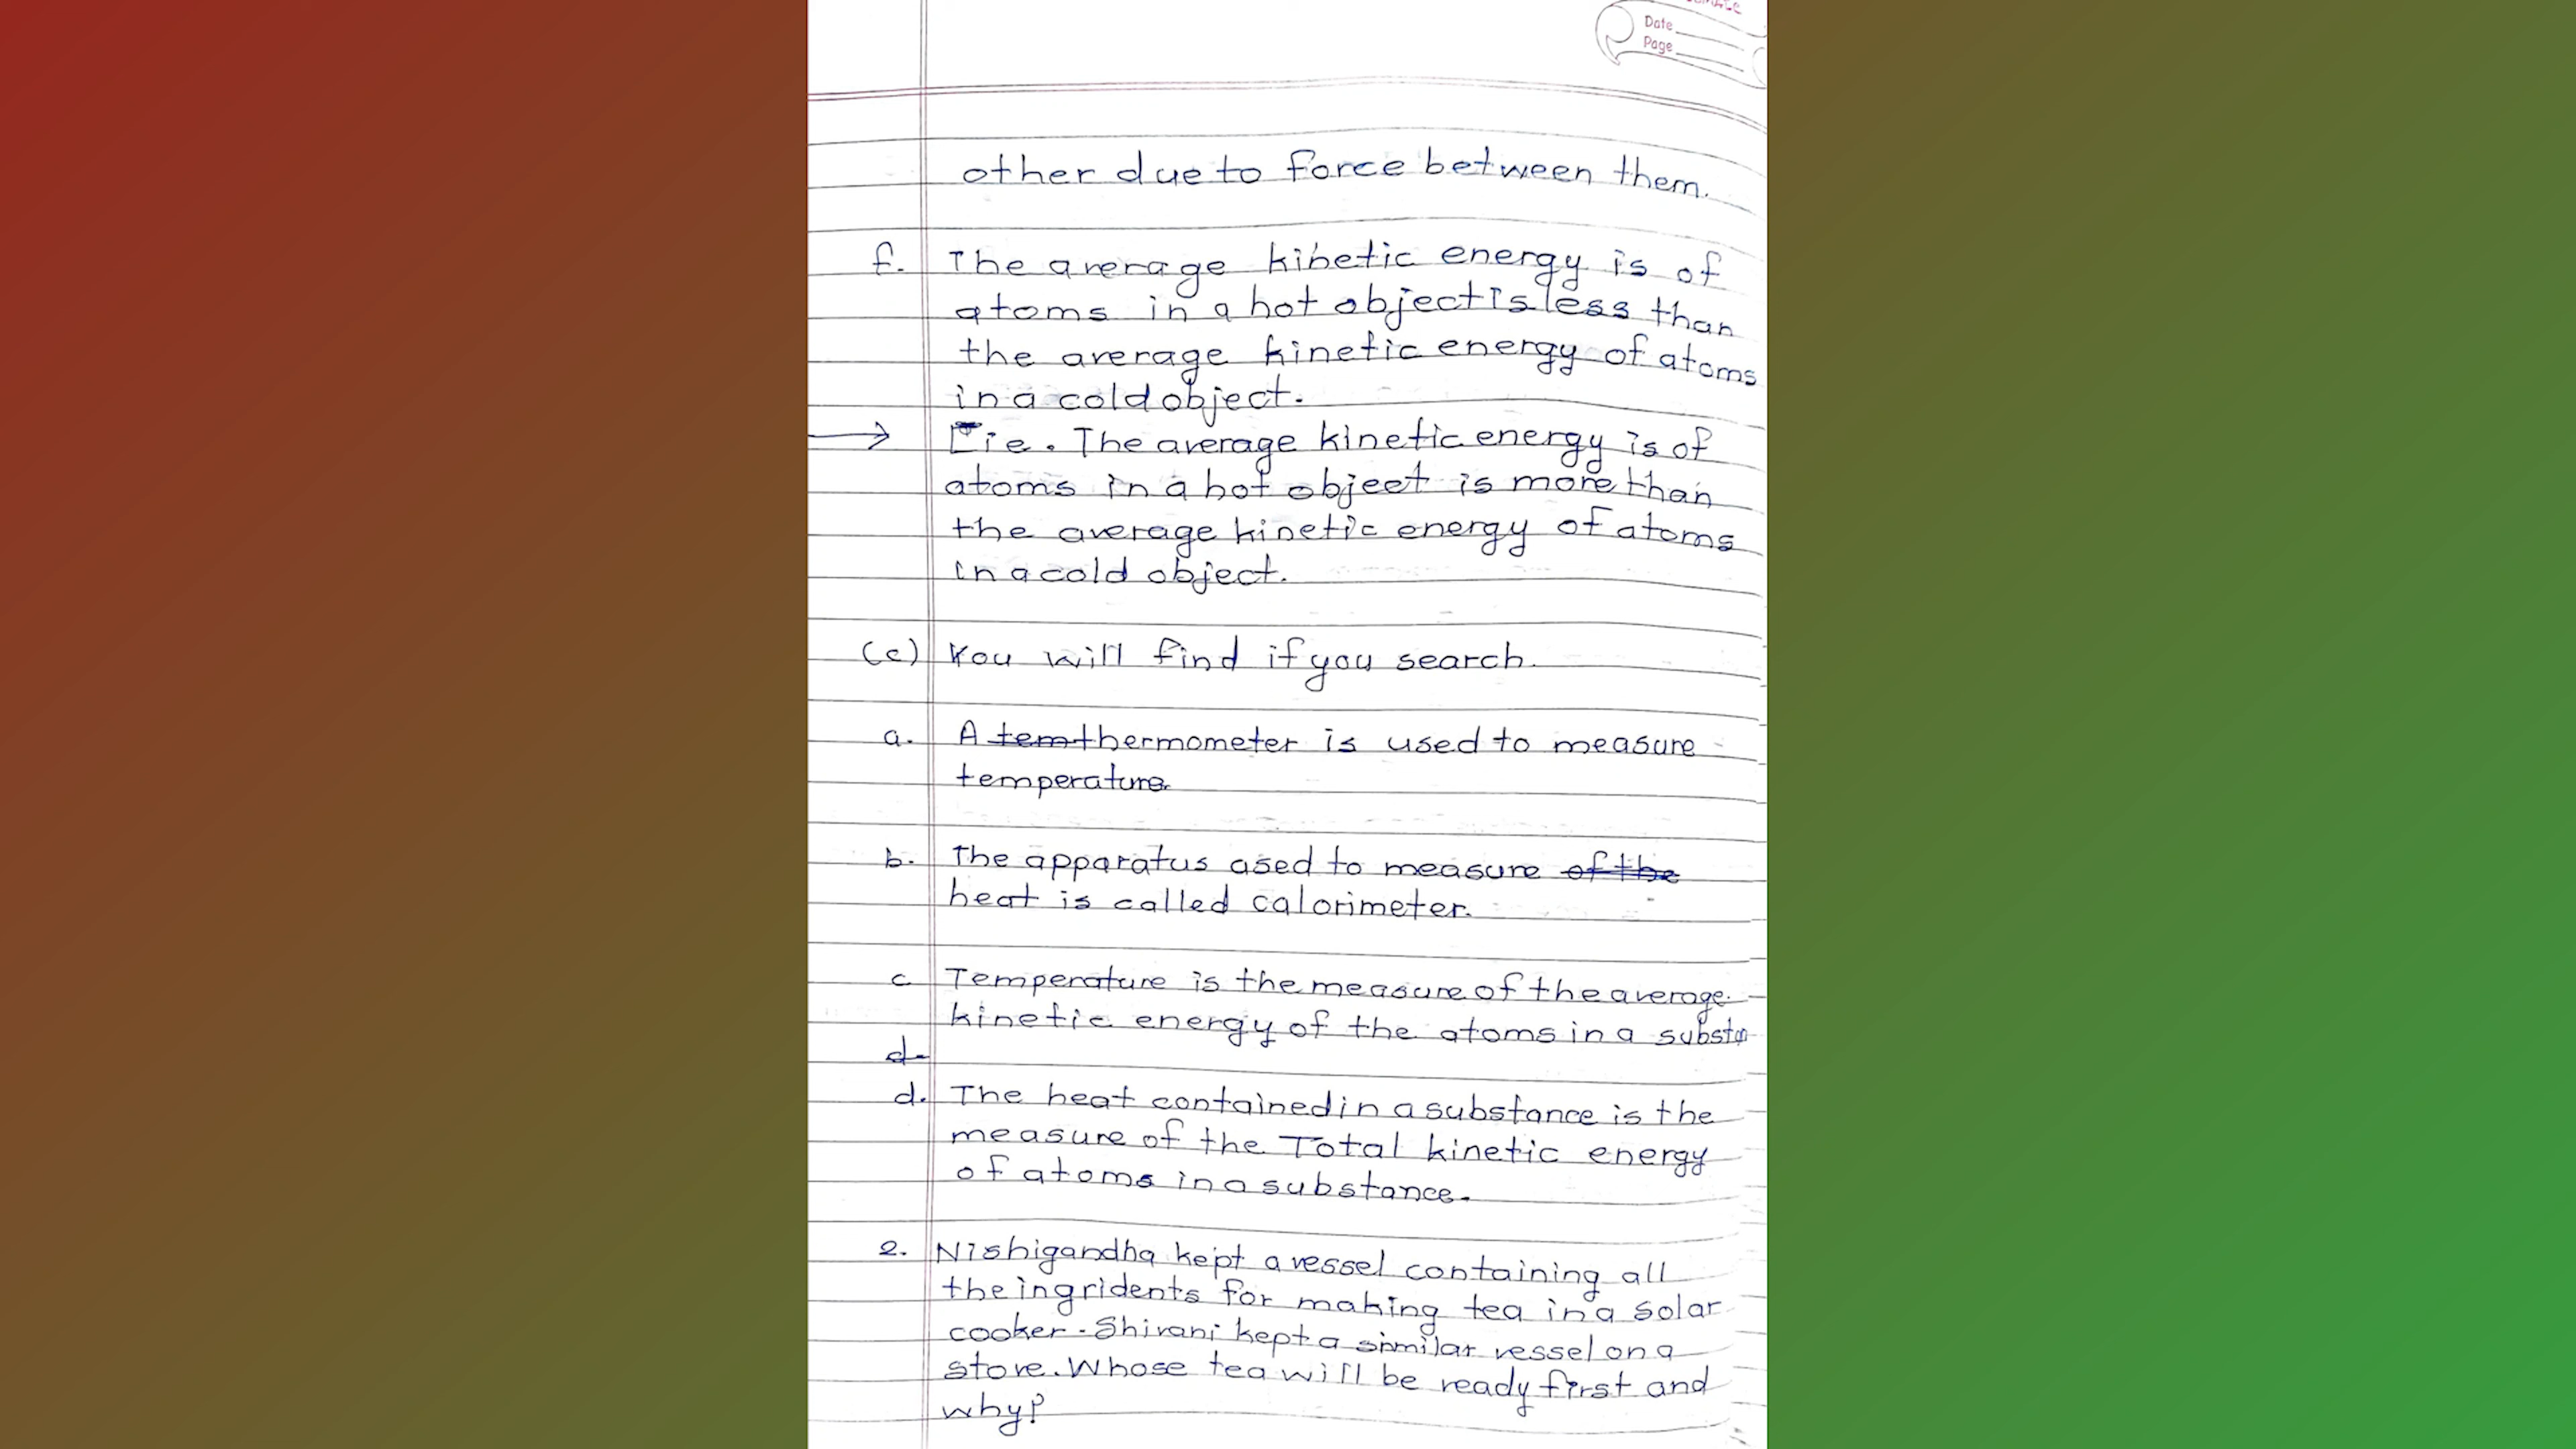 Date
Page
other due to force between them.
f. The average kinetic energy is of
atoms in a hot object is less than
the average kinetic energy of atoms
in a cold object.
→ i.e. The average kinetic energy is of
atoms in a hot object is more than
the average kinetic energy of atoms
in a cold object.
(c) You will find if you search.
a. A tem thermometer is used to measure
temperature.
b. The apparatus used to measure of the
heat is called calorimeter.
c Temperature is the measure of the average
kinetic energy of the atoms in a substa
d.
d. The heat contained in a substance is the
measure of the Total kinetic energy
of atoms in a substance.
2. Nishigandha kept a vessel containing all
the ingridents for making tea in a solar
cooker. Shivani kept a similar vessel on a
stove. Whose tea will be ready first and
why?